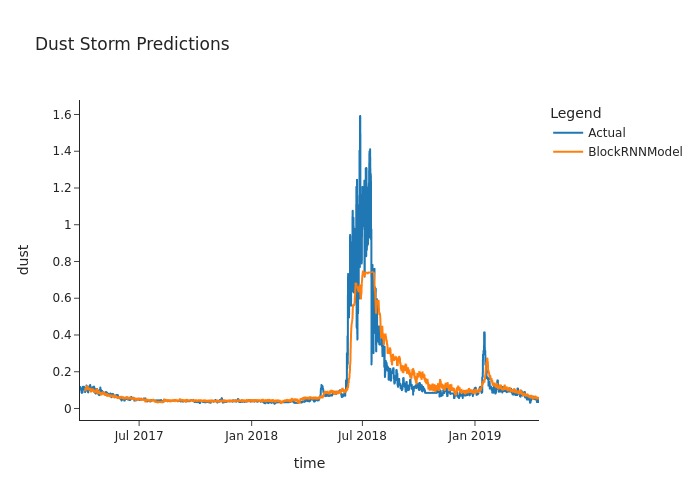 Dust Storm Predictions
Legend
Actual
BlockRNNModel
dust
1.6
1.4
1.2
1
0.8
0.6
0.4
0.2
0
Jul 2017
Jan 2018
Jul 2018
Jan 2019
time